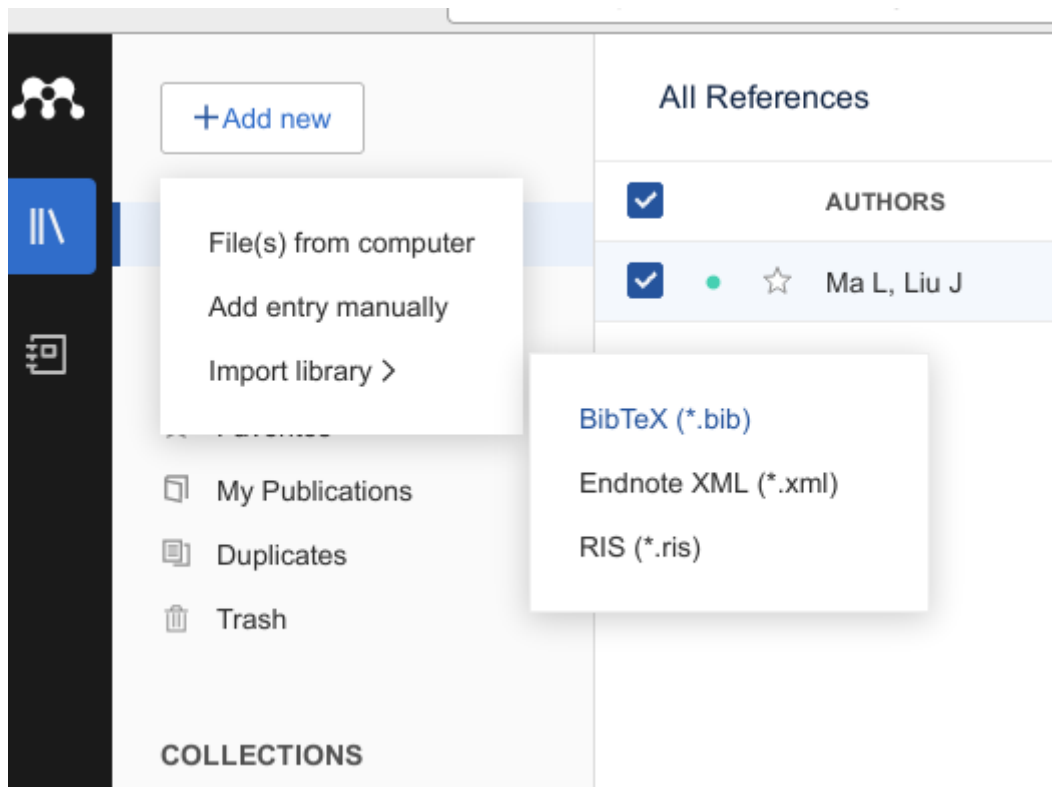 +Add new
File(s) from computer
Add entry manually
Import library >
My Publications
Duplicates
Trash
COLLECTIONS
All References
AUTHORS
Ma L, Liu J
BibTeX (*.bib)
Endnote XML (*.xml)
RIS (*.ris)